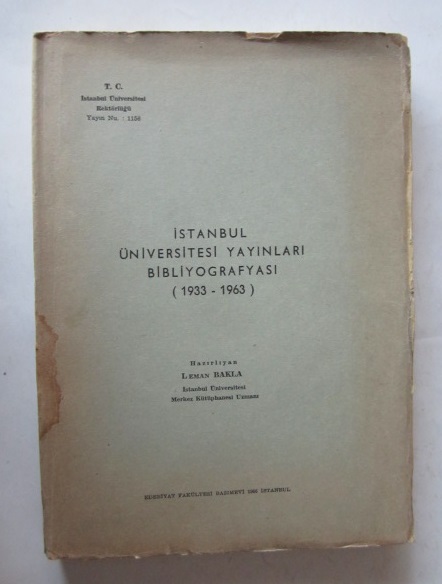 T. C.
İstanbul Üniversitesi
Rektörlüğü
Yayın No. : 1156
İSTANBUL
ÜNİVERSİTESİ YAYINLARI
BİBLİYOGRAFYASI
( 1933 - 1963 )
Hazırlıyan
LEMAN BAKLA
İstanbul Üniversitesi
Merkez Kütüphanesi Uzmanı
EDEBİYAT FAKÜLTESİ BASIMEVİ İSTANBUL